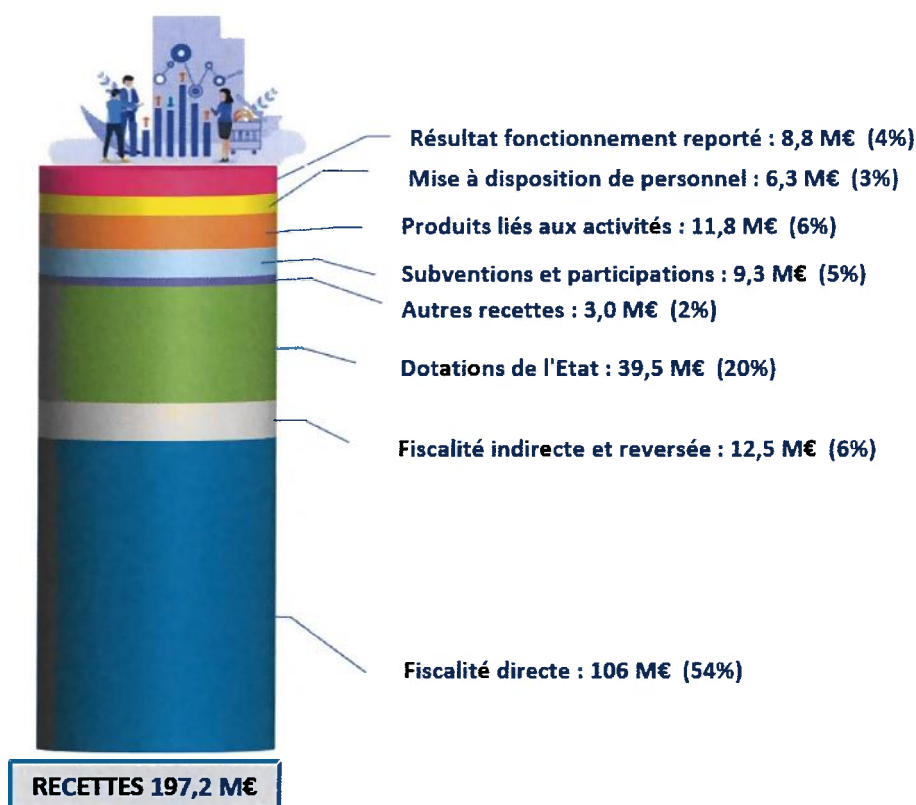 Résultat fonctionnement reporté : 8,8 M€ (4%)
Mise à disposition de personnel : 6,3 M€ (3%)
Produits liés aux activités : 11,8 M€ (6%)
Subventions et participations : 9,3 M€ (5%)
Autres recettes : 3,0 M€ (2%)
Dotations de l'Etat : 39,5 M€ (20%)
Fiscalité indirecte et reversée : 12,5 M€ (6%)
Fiscalité directe : 106 M€ (54%)
RECETTES 197,2 M€